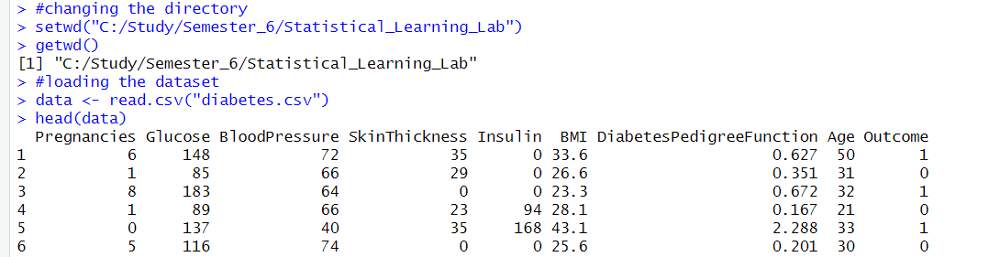 > #changing the directory
> setwd("C:/Study/Semester_6/Statistical_Learning_Lab")
> getwd()
[1] "C:/Study/Semester_6/Statistical_Learning_Lab"
> #loading the dataset
> data <- read.csv("diabetes.csv")
> head(data)
  Pregnancies Glucose BloodPressure SkinThickness Insulin  BMI DiabetesPedigreeFunction Age Outcome
1           6     148            72            35       0 33.6                    0.627  50       1
2           1      85            66            29       0 26.6                    0.351  31       0
3           8     183            64             0       0 23.3                    0.672  32       1
4           1      89            66            23      94 28.1                    0.167  21       0
5           0     137            40            35     168 43.1                    2.288  33       1
6           5     116            74             0       0 25.6                    0.201  30       0